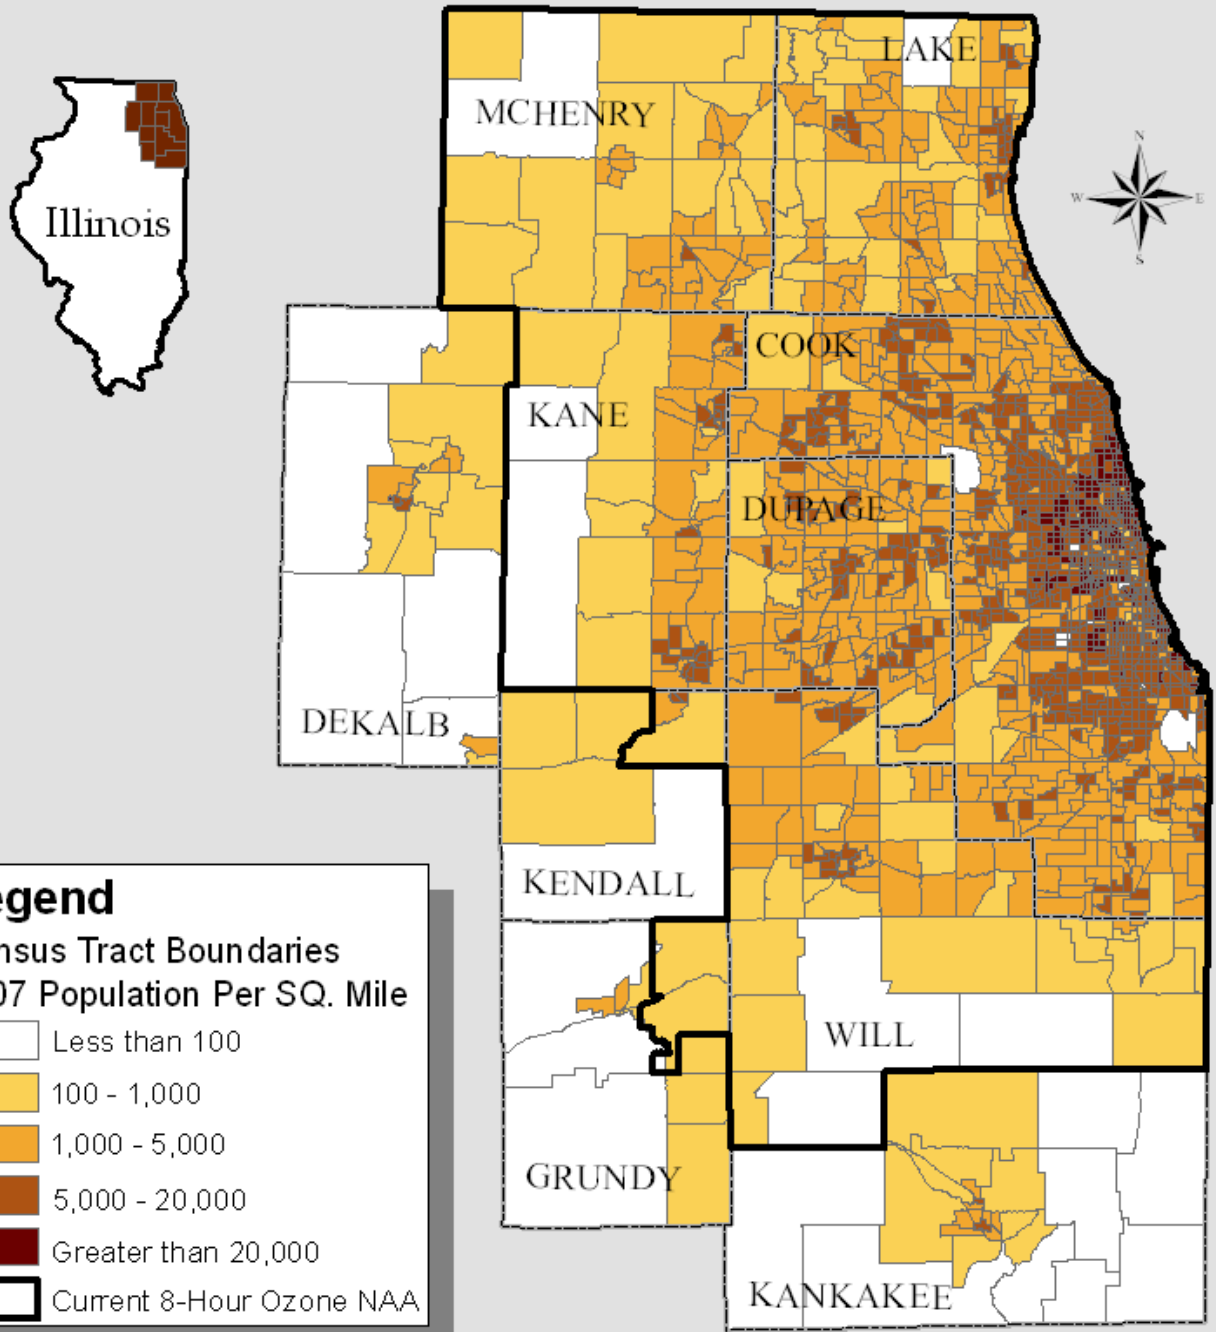 LAKE
MCHENRY
N
W
E
S
Illinois
COOK
KANE
DUPAGE
DEKALB
KENDALL
WILL
GRUNDY
KANKAKEE
egend
nsus Tract Boundaries
07 Population Per SQ. Mile
Less than 100
100 - 1,000
1,000 - 5,000
5,000 - 20,000
Greater than 20,000
Current 8-Hour Ozone NAA